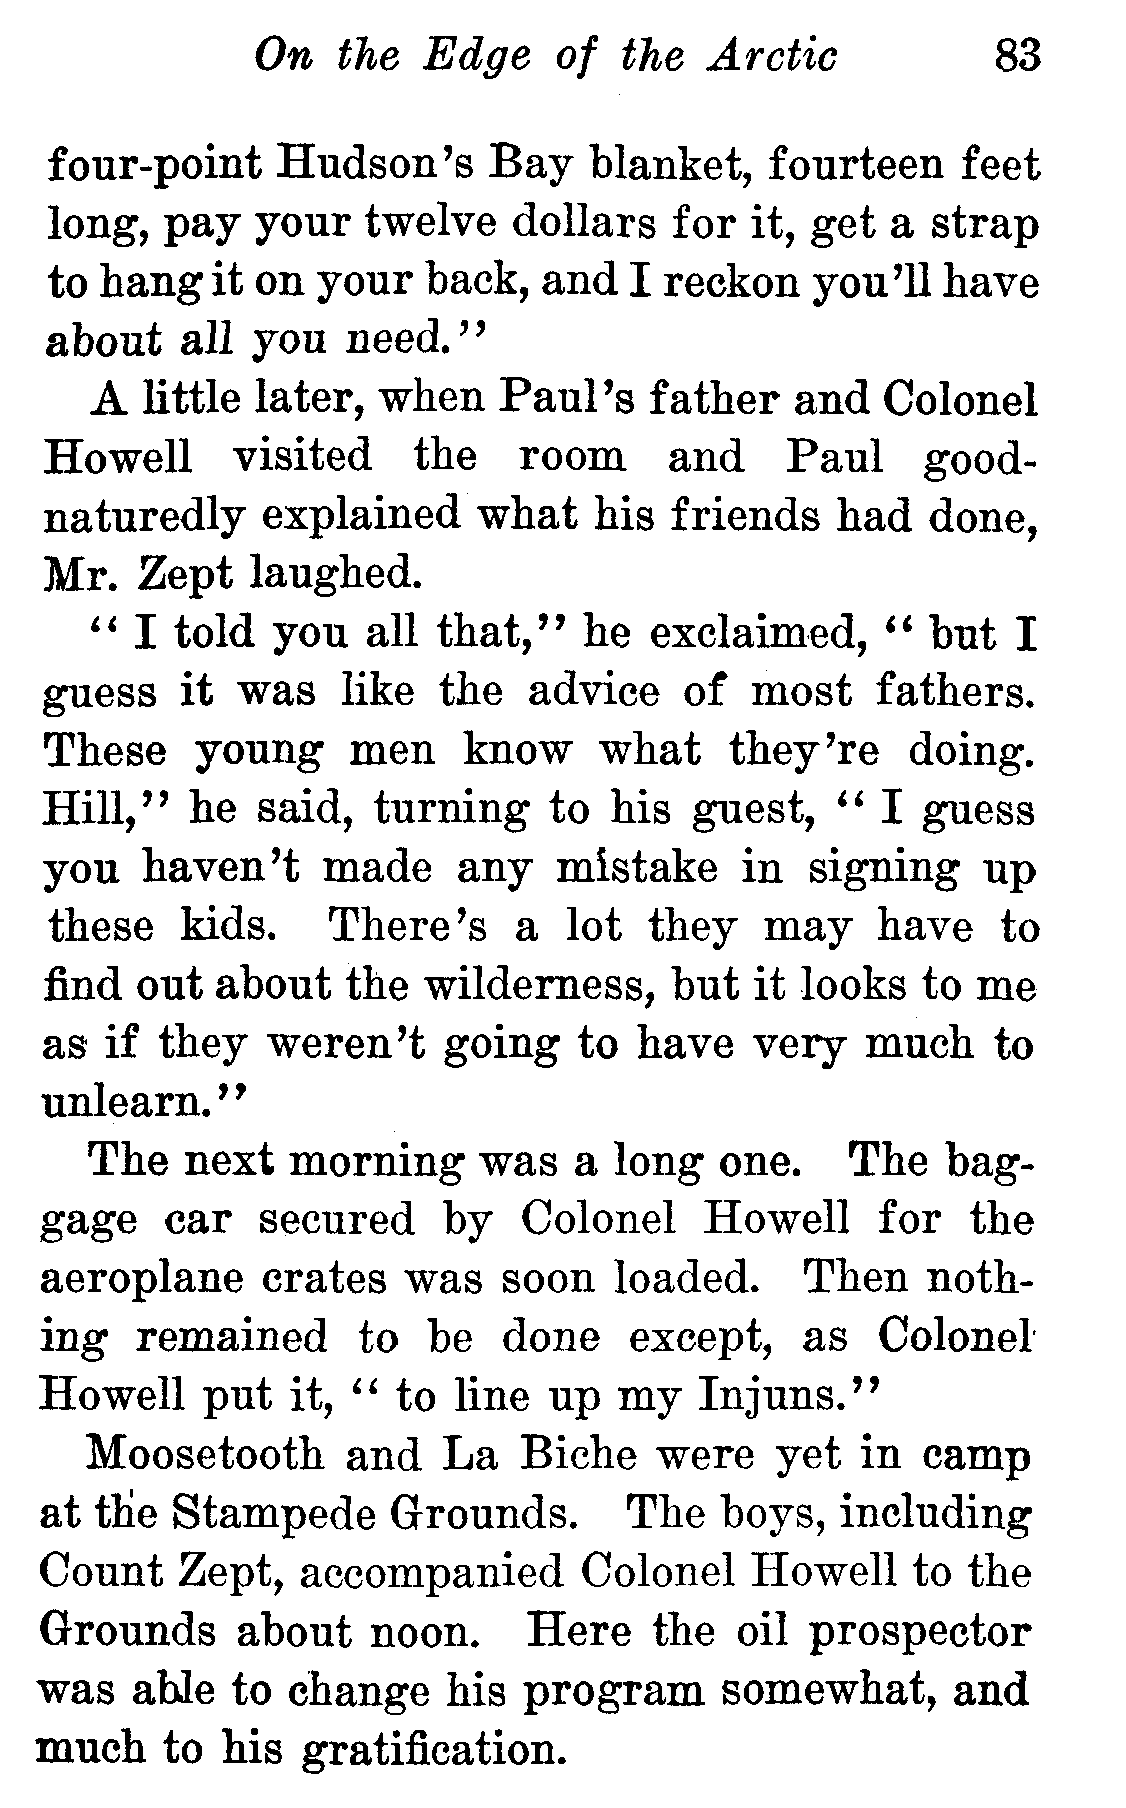 On the Edge of the Arctic 83
four-point Hudson's Bay blanket, fourteen feet
long, pay your twelve dollars for it, get a strap
to hang it on your back, and I reckon you'll have
about all you need."
A little later, when Paul's father and Colonel
Howell visited the room and Paul good-
naturedly explained what his friends had done,
Mr. Zept laughed.
" I told you all that," he exclaimed, " but I
guess it was like the advice of most fathers.
These young men know what they're doing.
Hill," he said, turning to his guest, " I guess
you haven't made any mistake in signing up
these kids. There's a lot they may have to
find out about the wilderness, but it looks to me
as if they weren't going to have very much to
unlearn."
The next morning was a long one. The bag-
gage car secured by Colonel Howell for the
aeroplane crates was soon loaded. Then noth-
ing remained to be done except, as Colonel
Howell put it, " to line up my Injuns."
Moosetooth and La Biche were yet in camp
at the Stampede Grounds. The boys, including
Count Zept, accompanied Colonel Howell to the
Grounds about noon. Here the oil prospector
was able to change his program somewhat, and
much to his gratification.